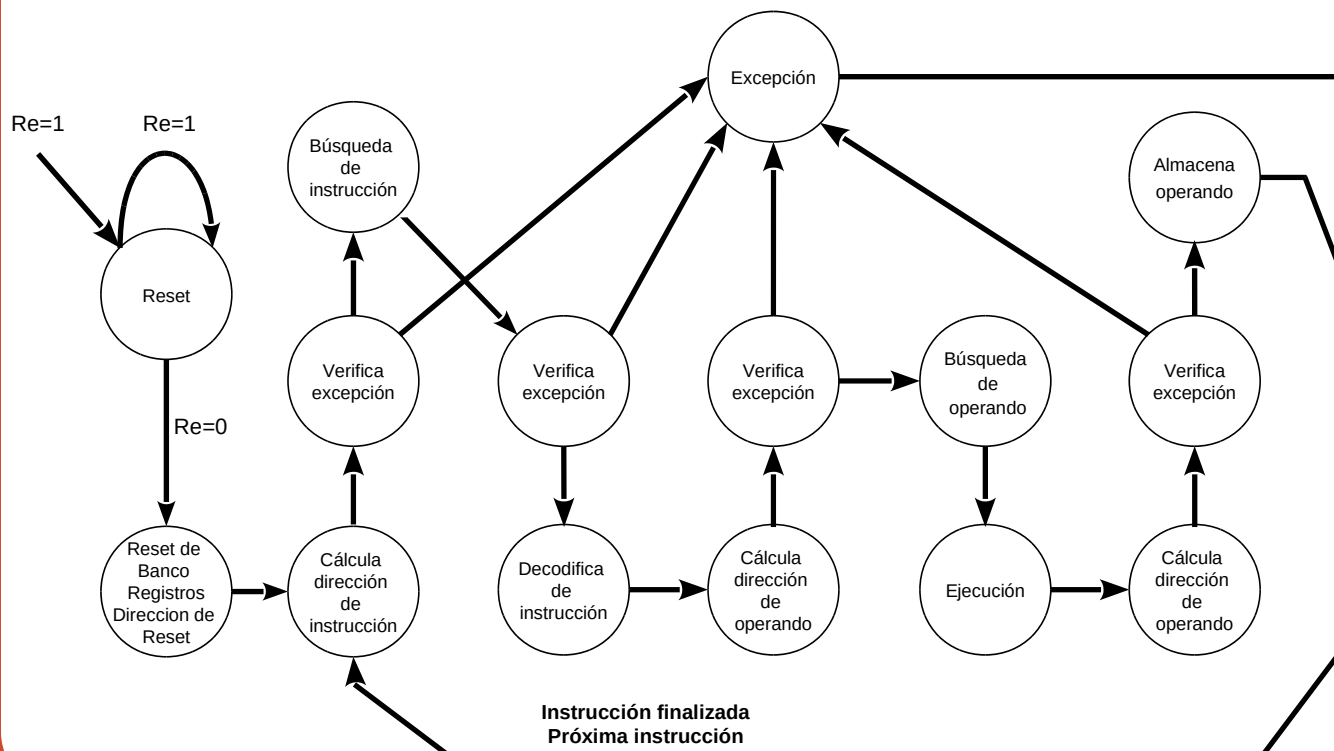 Excepción
Re=1
Re=1
Búsqueda
de
instrucción
Almacena
operando
Reset
Verifica
excepción
Verifica
excepción
Verifica
excepción
Búsqueda
de
operando
Verifica
excepción
Re=0
Reset de
Banco
Registros
Direccion de
Reset
Cálcula
dirección
de
instrucción
Decodifica
de
instrucción
Cálcula
dirección
de
operando
Ejecución
Cálcula
dirección
de
operando
Instrucción finalizada
Próxima instrucción